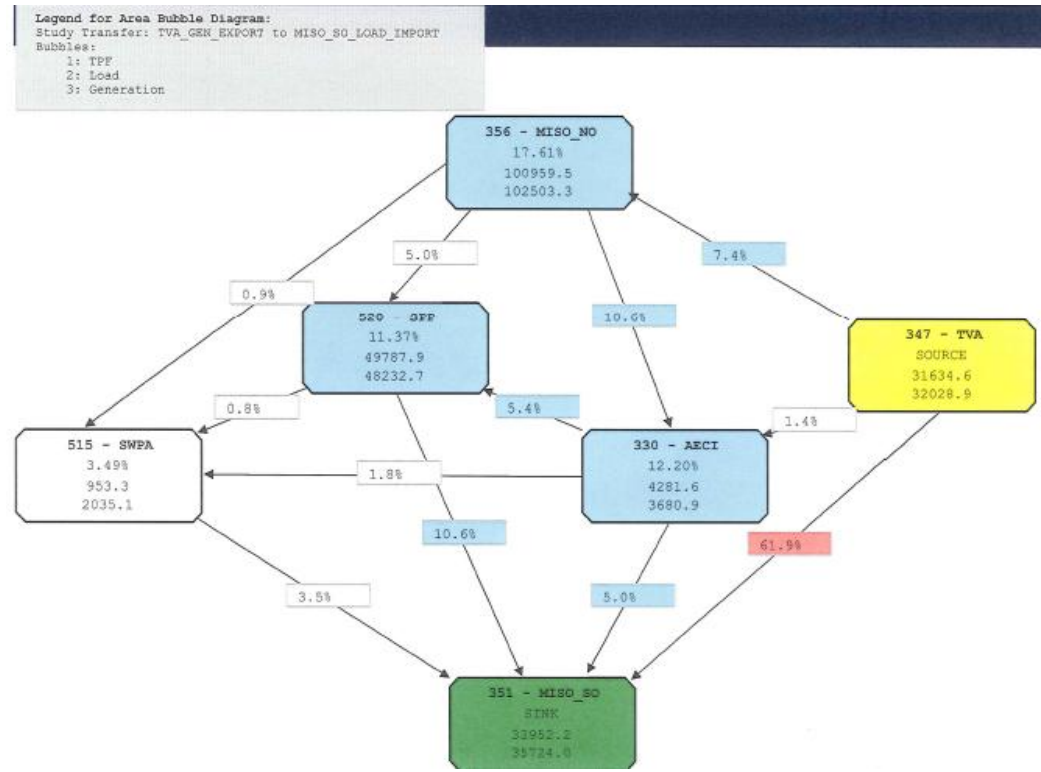 Legend for Area Bubble Diagram:
Study Transfer: TVA_GEN_EXPORT to MISO_SO_LOAD_IMPORT
Bubbles:
1: TPF
2: Load
3: Generation
356 - MISO_NO
17.61%
100959.5
102503.3
5.0%
7.4%
0.9%
520 - SPP
11.37%
49787.9
48232.7
10.6%
347 - TVA
SOURCE
31634.6
32028.9
0.8%
5.4%
1.4%
515 - SWPA
3.49%
953.3
2035.1
1.8%
330 - AECI
12.20%
4281.6
3680.9
10.6%
61.9%
3.5%
5.0%
351 - MISO_SO
SINK
33952.2
35724.0